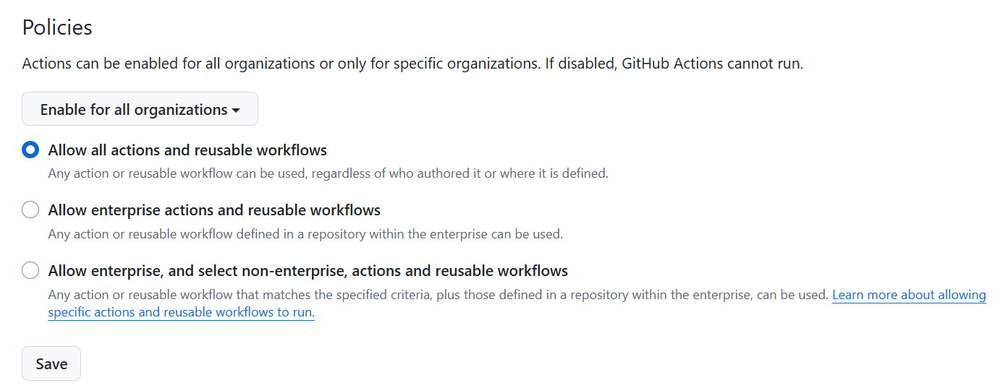 Policies
Actions can be enabled for all organizations or only for specific organizations. If disabled, GitHub Actions cannot run.
Enable for all organizations
Allow all actions and reusable workflows
Any action or reusable workflow can be used, regardless of who authored it or where it is defined.
Allow enterprise actions and reusable workflows
Any action or reusable workflow defined in a repository within the enterprise can be used.
Allow enterprise, and select non-enterprise, actions and reusable workflows
Any action or reusable workflow that matches the specified criteria, plus those defined in a repository within the enterprise, can be used. Learn more about allowing
specific actions and reusable workflows to run.
Save